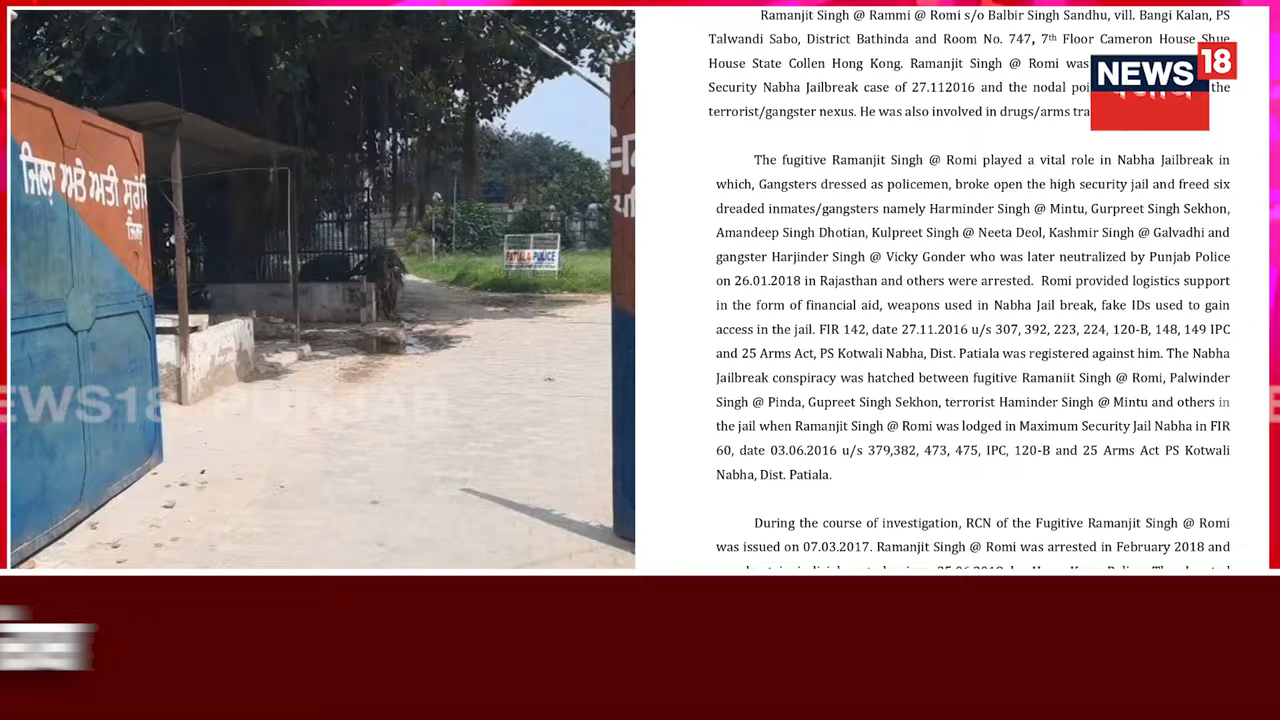 ਜਿਲ੍ਹਾ ਅਤੇ ਅਤੀ
PATIALA POLICE
NEWS 18
Ramanjit Singh @ Rammi @ Romi s/o Balbir Singh Sandhu, vill. Bangi Kalan, PS
Talwandi Sabo, District Bathinda and Room No. 747, 7th Floor Cameron House Shue
House State Collen Hong Kong. Ramanjit Singh @ Romi was
Security Nabha Jailbreak case of 27.112016 and the nodal the
terrorist/gangster nexus. He was also involved in drugs/arms
The fugitive Ramanjit Singh @ Romi played a vital role in Nabha Jailbreak in
which, Gangsters dressed as policemen, broke open the high security jail and freed six
dreaded inmates/gangsters namely Harminder Singh @ Mintu, Gurpreet Singh Sekhon,
Amandeep Singh Dhotian, Kulpreet Singh @ Neeta Deol, Kashmir Singh @ Galvadhi and
gangster Harjinder Singh @ Vicky Gonder who was later neutralized by Punjab Police
on 26.01.2018 in Rajasthan and others were arrested. Romi provided logistics support
in the form of financial aid, weapons used in Nabha Jail break, fake IDs used to gain
access in the jail. FIR 142, date 27.11.2016 u/s 307, 392, 223, 224, 120-B, 148, 149 IPC
and 25 Arms Act, PS Kotwali Nabha, Dist. Patiala was registered against him. The Nabha
Jailbreak conspiracy was hatched between fugitive Ramaniit Singh @ Romi, Palwinder
Singh @ Pinda, Gupreet Singh Sekhon, terrorist Haminder Singh @ Mintu and others in
the jail when Ramanjit Singh @ Romi was lodged in Maximum Security Jail Nabha in FIR
60, date 03.06.2016 u/s 379,382, 473, 475, IPC, 120-B and 25 Arms Act PS Kotwali
Nabha, Dist. Patiala.
During the course of investigation, RCN of the Fugitive Ramanjit Singh @ Romi
was issued on 07.03.2017. Ramanjit Singh @ Romi was arrested in February 2018 and